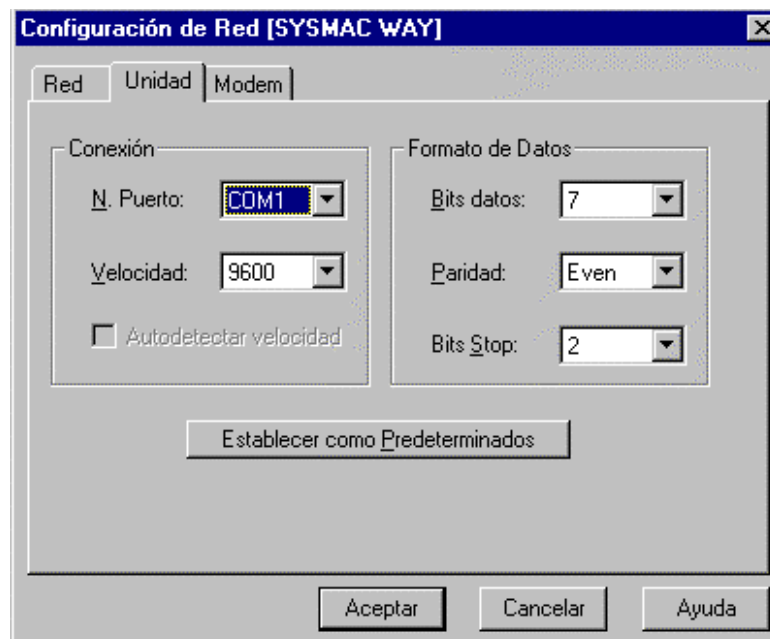 Configuración de Red [SYSMAC WAY]
Red Unidad Modem
Conexión
N. Puerto: COM1
Velocidad: 9600
Autodetectar velocidad
Formato de Datos
Bits datos: 7
Paridad: Even
Bits Stop: 2
Establecer como Predeterminados
Aceptar Cancelar Ayuda